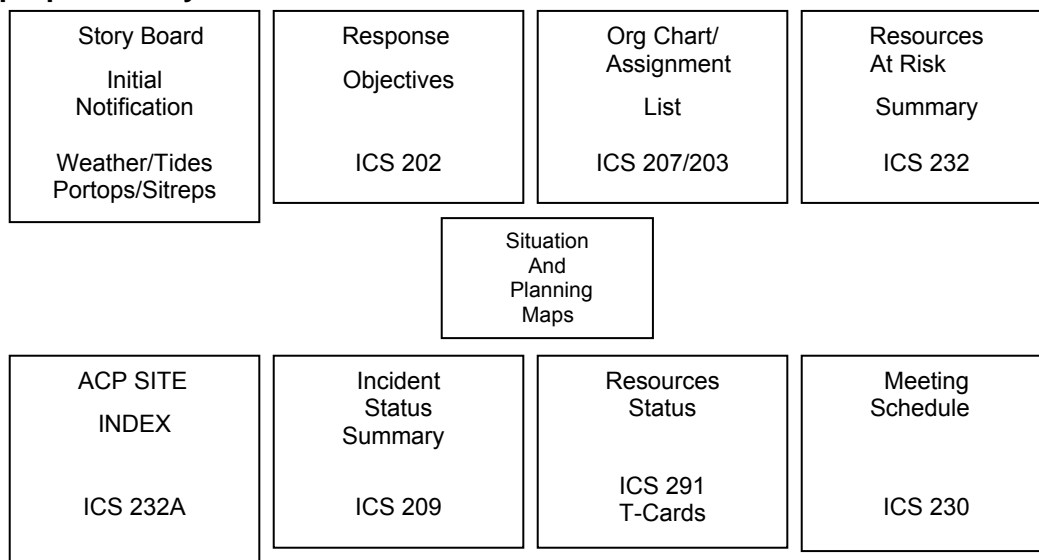 Story Board
Initial
Notification
Weather/Tides
Portops/Sitreps
Response
Objectives
ICS 202
Org Chart/
Assignment
List
ICS 207/203
Resources
At Risk
Summary
ICS 232
Situation
And
Planning
Maps
ACP SITE
INDEX
ICS 232A
Incident
Status
Summary
ICS 209
Resources
Status
ICS 291
T-Cards
Meeting
Schedule
ICS 230